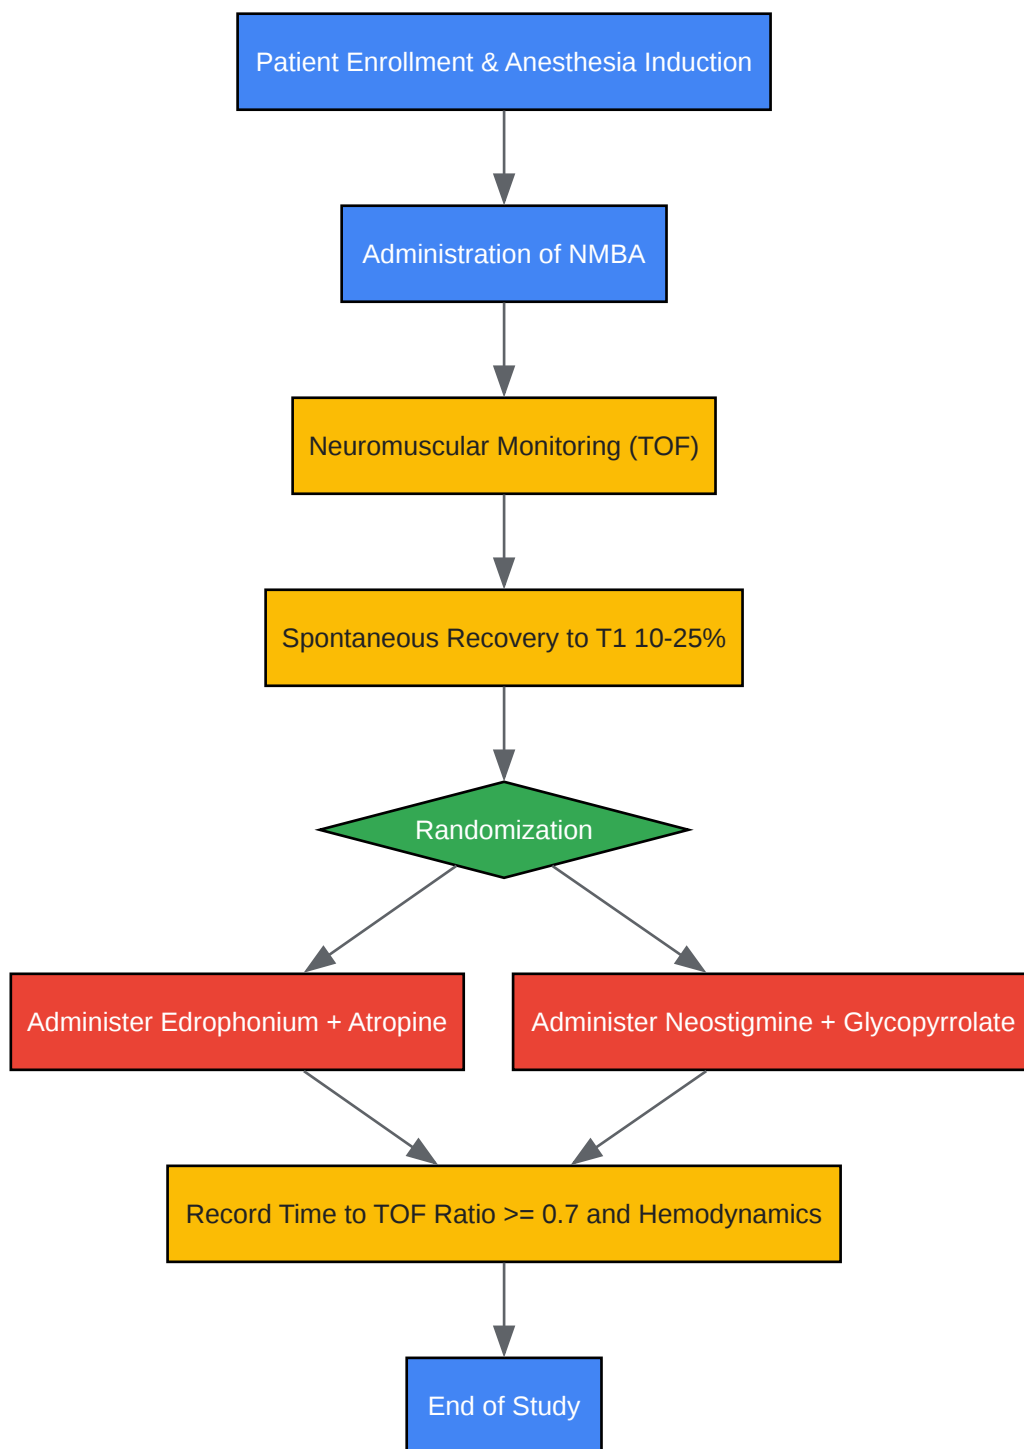 Patient Enrollment & Anesthesia Induction
Administration of NMBA
Neuromuscular Monitoring (TOF)
Spontaneous Recovery to T1 10-25%
Randomization
Administer Edrophonium + Atropine
Administer Neostigmine + Glycopyrrolate
Record Time to TOF Ratio >= 0.7 and Hemodynamics
End of Study